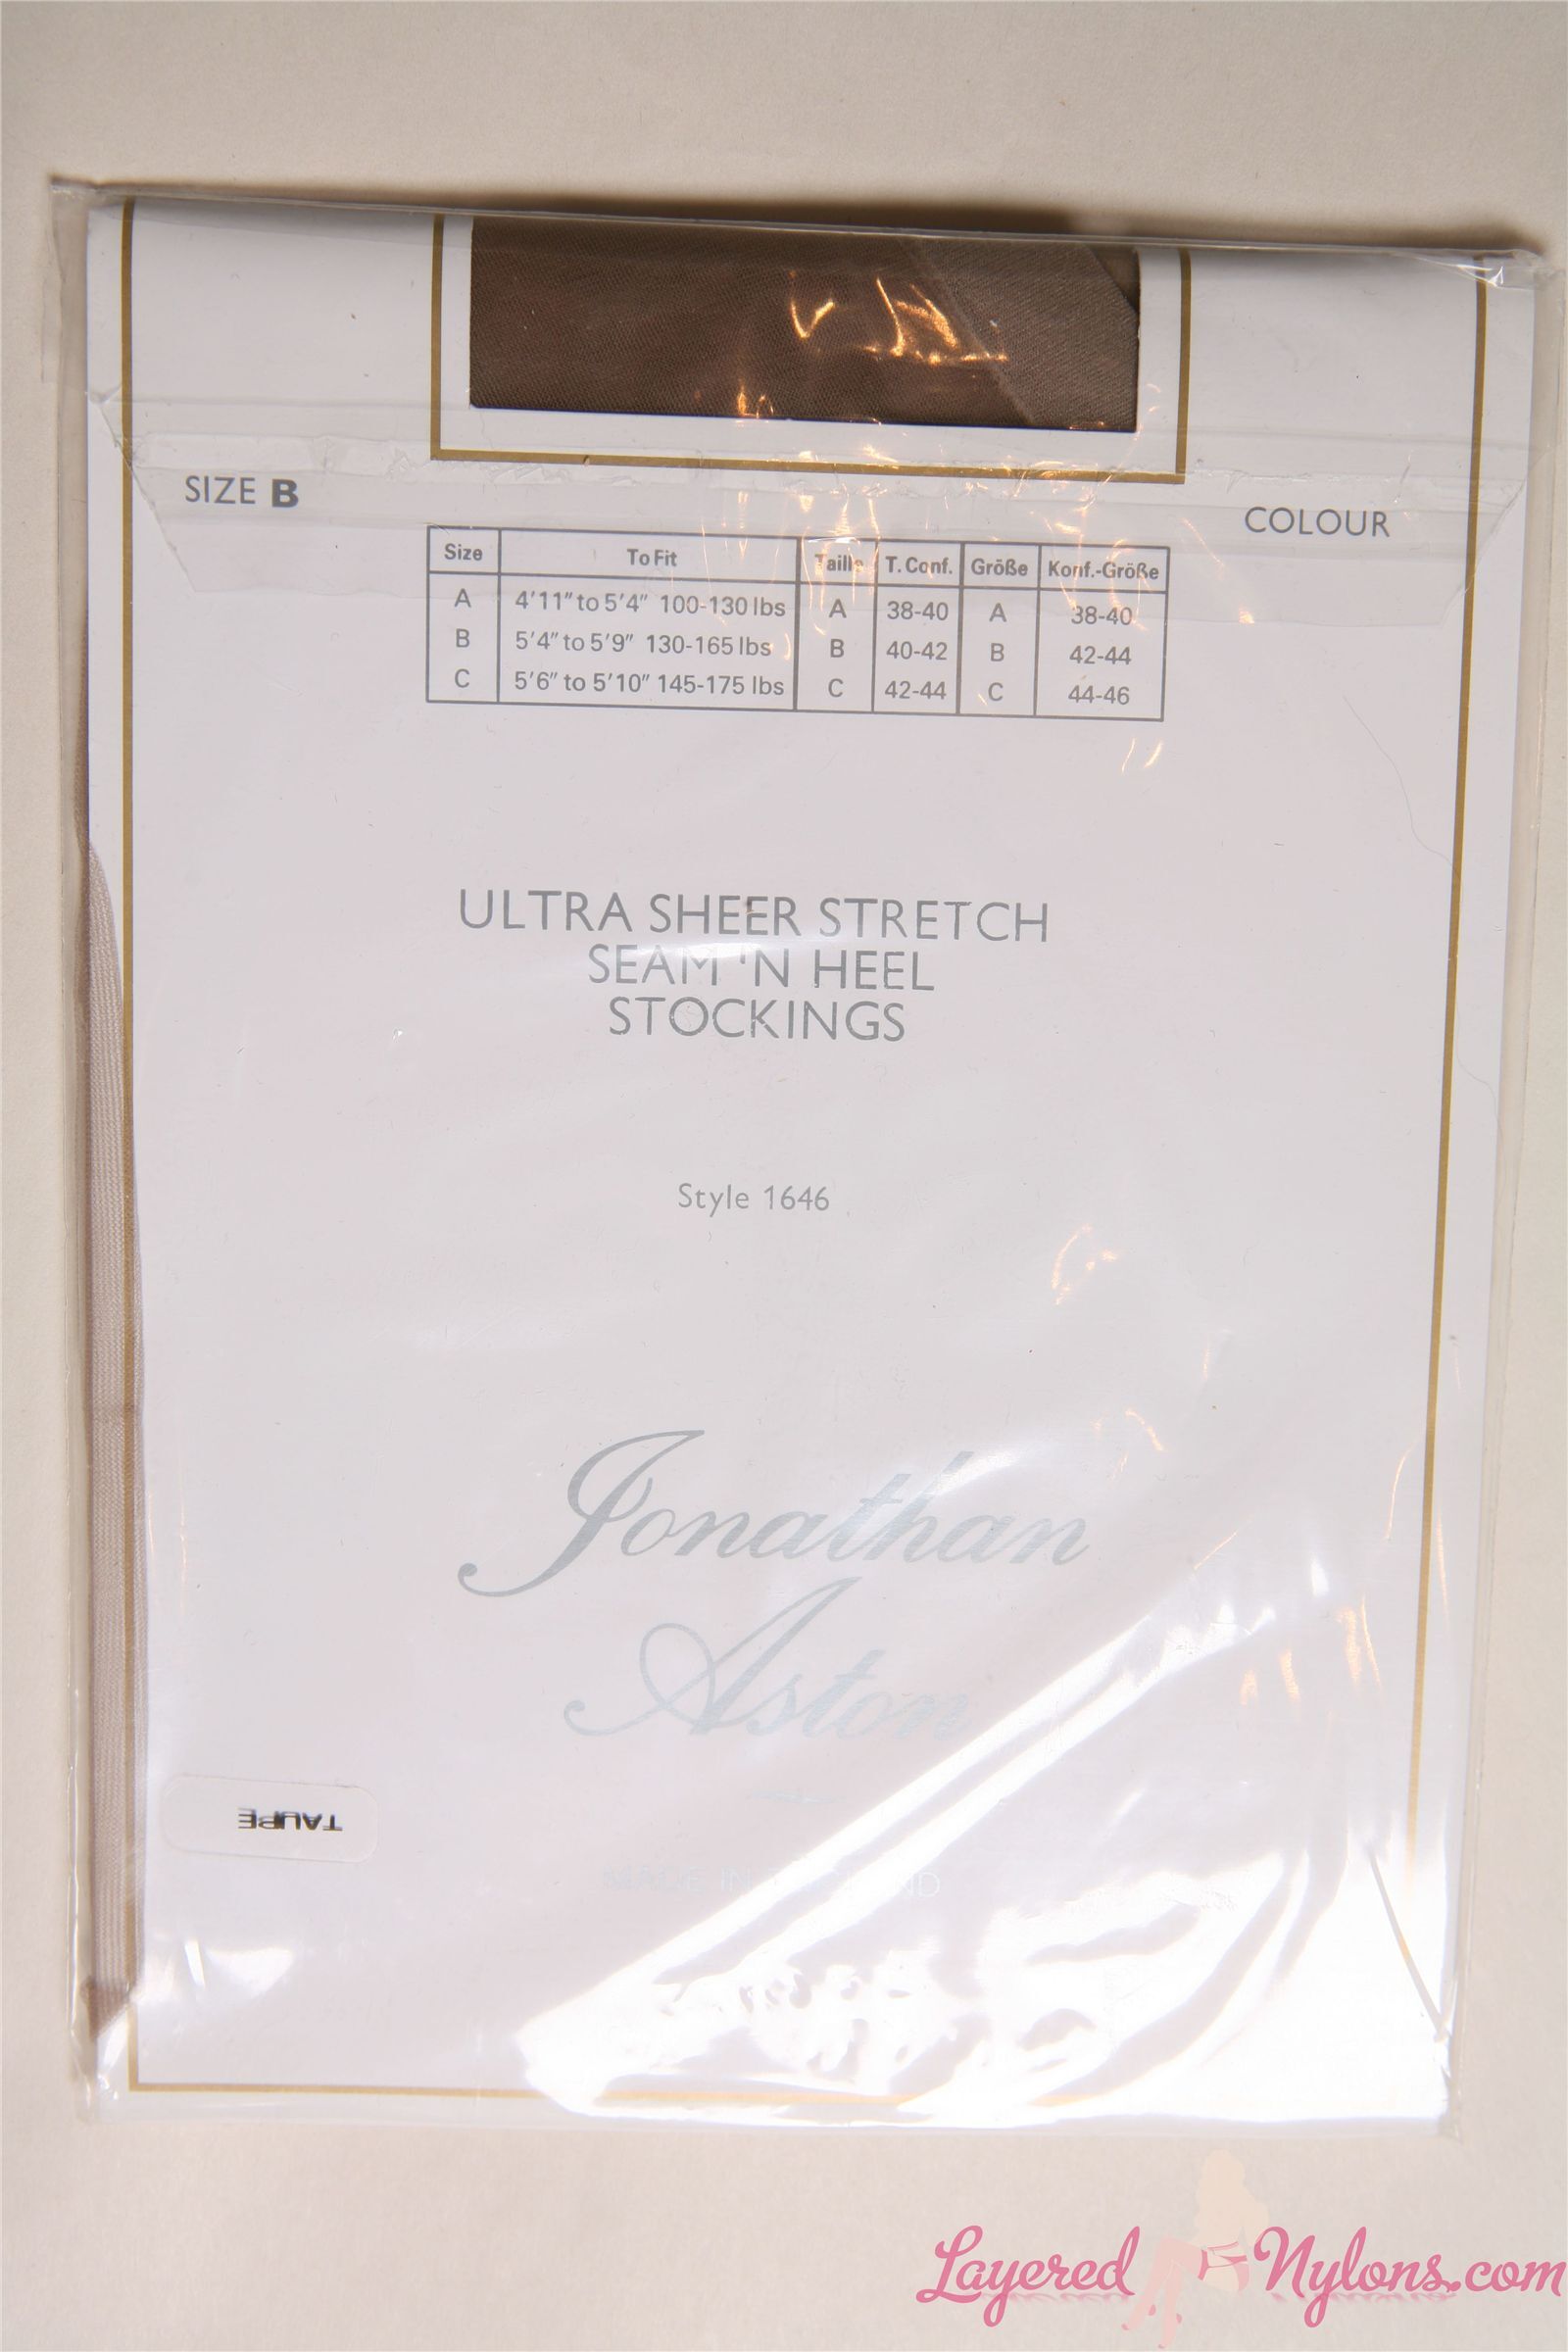 SIZE B
COLOUR
Size To Fit Taille T. Conf. Größe Konf.-Größe
A 4'11" to 5'4" 100-130 lbs A 38-40 A 38-40
B 5'4" to 5'9" 130-165 lbs B 40-42 B 42-44
C 5'6" to 5'10" 145-175 lbs C 42-44 C 44-46
ULTRA SHEER STRETCH
SEAM 'N HEEL
STOCKINGS
Style 1646
Jonathan
Aston
TAUPE
MADE IN ENGLAND
LayeredNylons.com